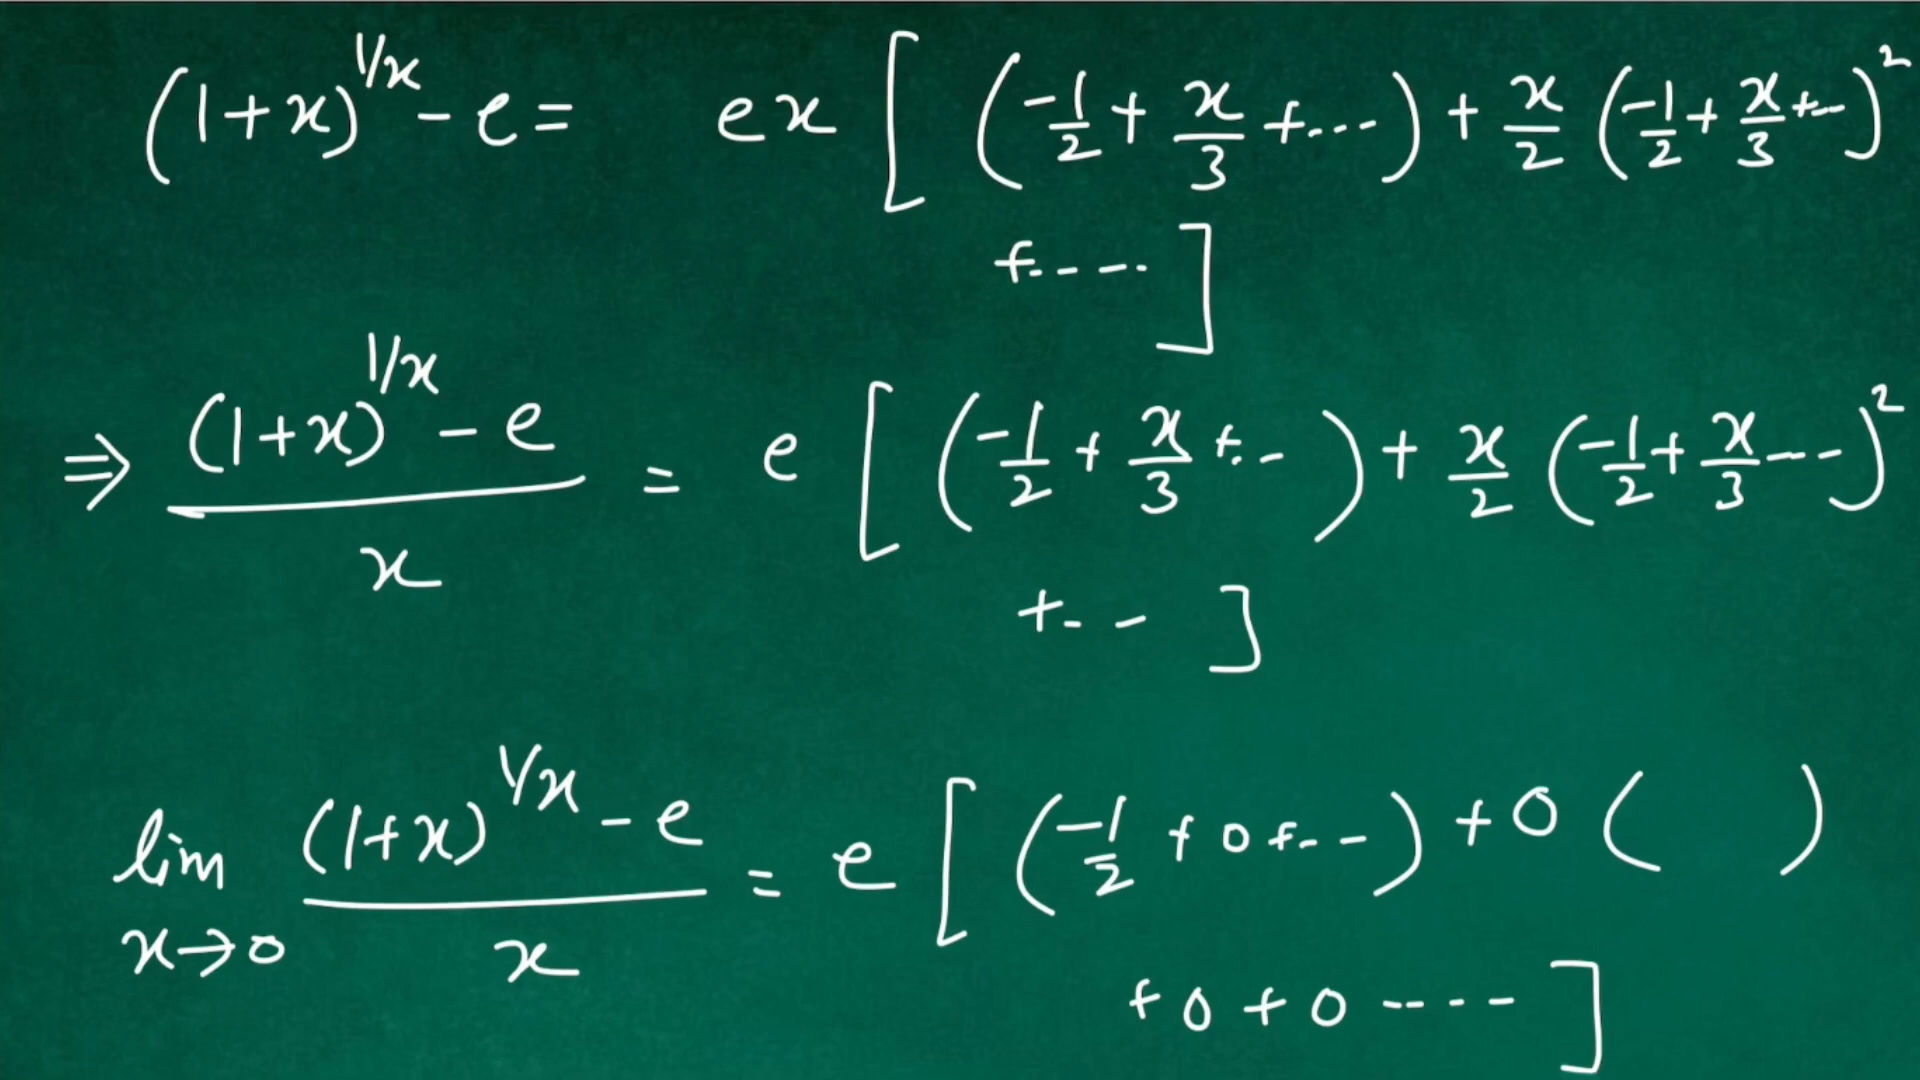 (1+x)^{1/x} - e = ex [ (-1/2 + x/3 + ----) + x/2 (-1/2 + x/3 + --)^2
+ ---- ]
⇒ ((1+x)^{1/x} - e)/x = e [ (-1/2 + x/3 + --) + x/2 (-1/2 + x/3 ---)^2
+ -- ]
lim x→0 ((1+x)^{1/x} - e)/x = e [ (-1/2 + 0 + --) + 0 ( )
+ 0 + 0 ---- ]